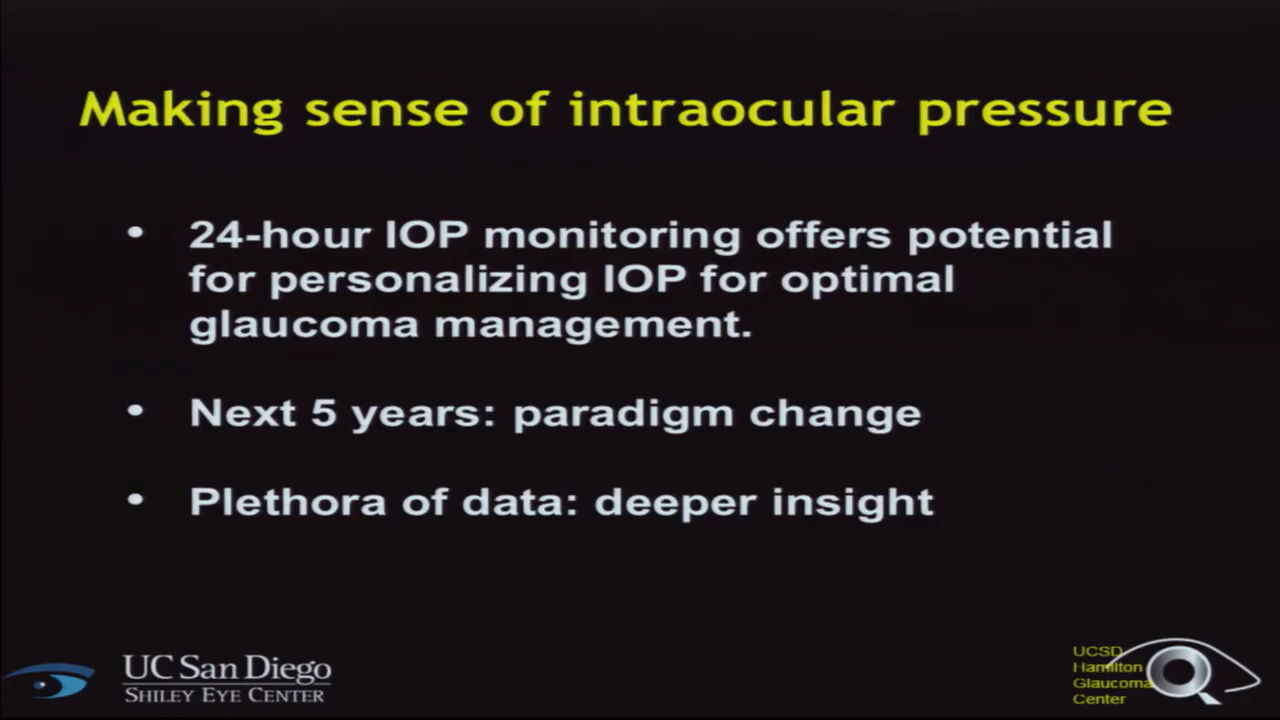 Making sense of intraocular pressure
• 24-hour IOP monitoring offers potential
for personalizing IOP for optimal
glaucoma management.
• Next 5 years: paradigm change
• Plethora of data: deeper insight
UC San Diego
SHILEY EYE CENTER
UCSD
Hamilton
Glaucoma
Center